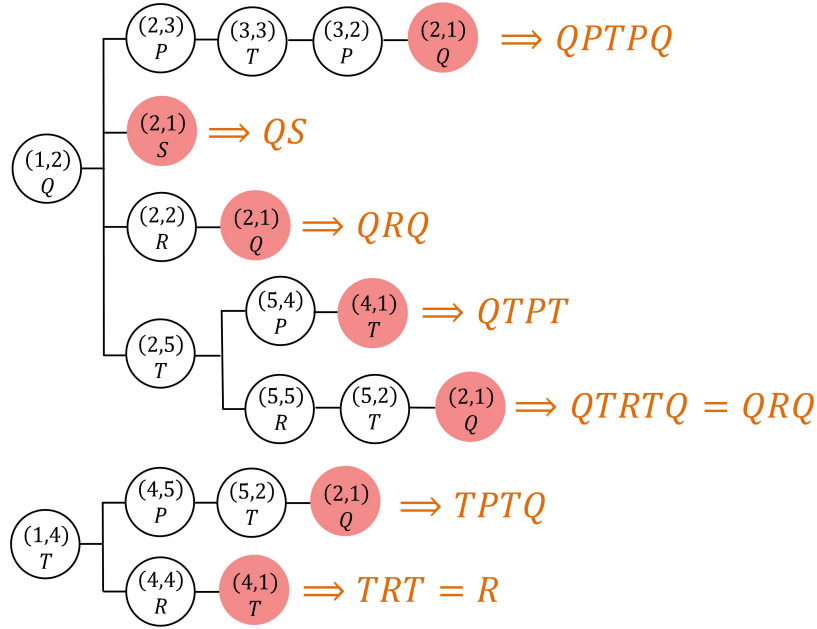 (2,3) P (3,3) T (3,2) P (2,1) Q ⟹ QPTPQ
(2,1) S ⟹ QS
(1,2) Q
(2,2) R (2,1) Q ⟹ QRQ
(5,4) P (4,1) T ⟹ QTPT
(2,5) T
(5,5) R (5,2) T (2,1) Q ⟹ QTRTQ = QRQ
(4,5) P (5,2) T (2,1) Q ⟹ TPTQ
(1,4) T
(4,4) R (4,1) T ⟹ TRT = R